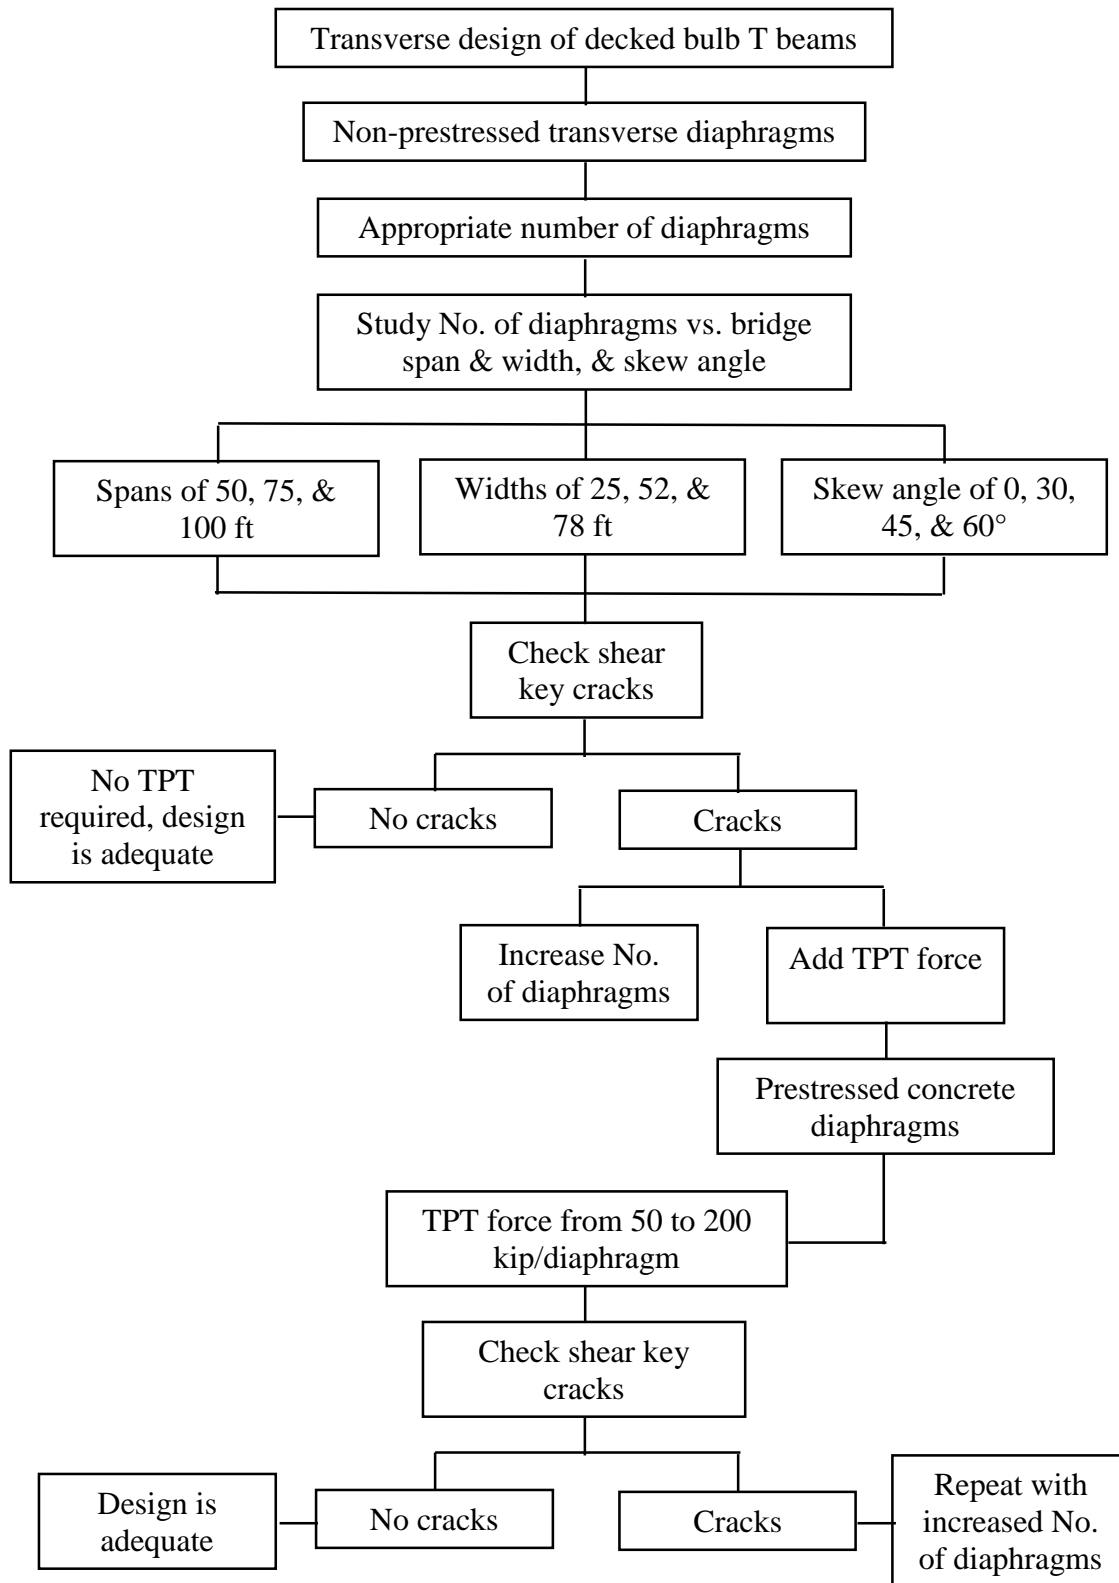 Transverse design of decked bulb T beams
Non-prestressed transverse diaphragms
Appropriate number of diaphragms
Study No. of diaphragms vs. bridge
span & width, & skew angle
Spans of 50, 75, &
100 ft
Widths of 25, 52, &
78 ft
Skew angle of 0, 30,
45, & 60°
Check shear
key cracks
No TPT
required, design
is adequate
No cracks
Cracks
Increase No.
of diaphragms
Add TPT force
Prestressed concrete
diaphragms
TPT force from 50 to 200
kip/diaphragm
Check shear key
cracks
Design is
adequate
No cracks
Cracks
Repeat with
increased No.
of diaphragms